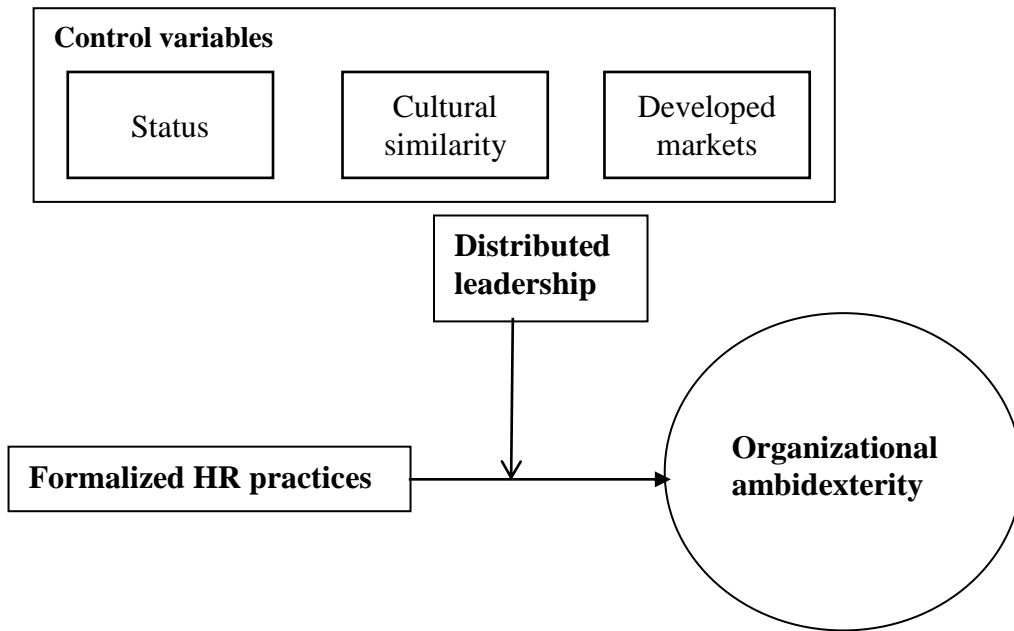 Control variables
Status
Cultural
similarity
Developed
markets
Distributed
leadership
Formalized HR practices
Organizational
ambidexterity